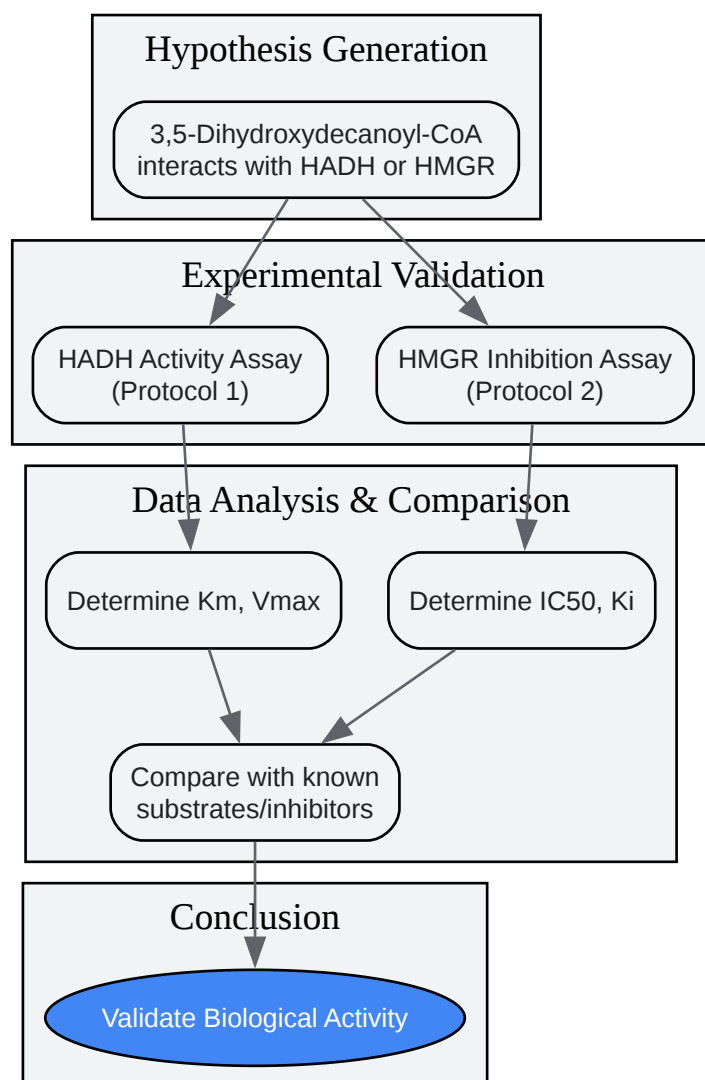 Hypothesis Generation
3,5-Dihydroxydecanoyl-CoA
interacts with HADH or HMGR
Experimental Validation
HADH Activity Assay
(Protocol 1)
HMGR Inhibition Assay
(Protocol 2)
Data Analysis & Comparison
Determine Km, Vmax
Determine IC50, Ki
Compare with known
substrates/inhibitors
Conclusion
Validate Biological Activity